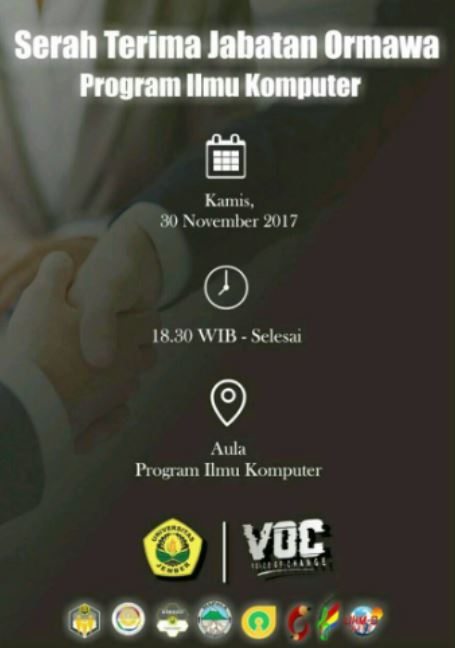 Serah Terima Jabatan Ormawa
Program Ilmu Komputer
Kamis,
30 November 2017
18.30 WIB - Selesai
Aula
Program Ilmu Komputer
UNIVERSITAS
JEMBER
VOC
VOICE OF CHANGE